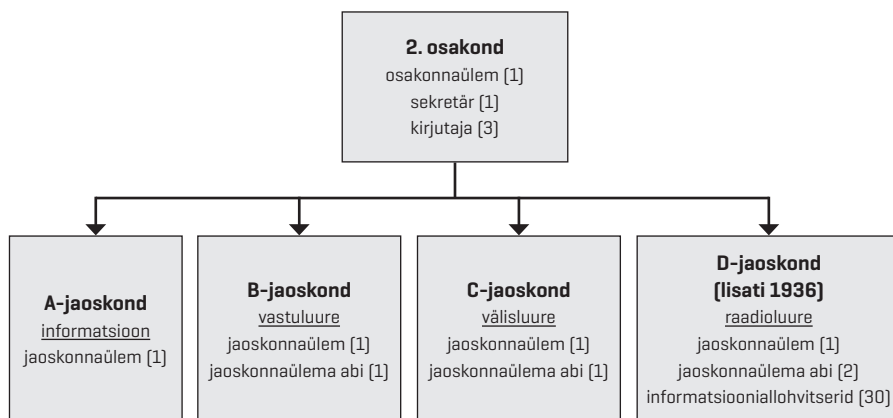 2. osakond
osakonnaülem (1)
sekretär (1)
kirjutaja (3)
A-jaoskond
informatsioon
jaoskonnaülem (1)
B-jaoskond
vastuluure
jaoskonnaülem (1)
jaoskonnaülema abi (1)
C-jaoskond
välisluure
jaoskonnaülem (1)
jaoskonnaülema abi (1)
D-jaoskond
(lisati 1936)
raadioluure
jaoskonnaülem (1)
jaoskonnaülema abi (2)
informatsiooniallohvitserid (30)